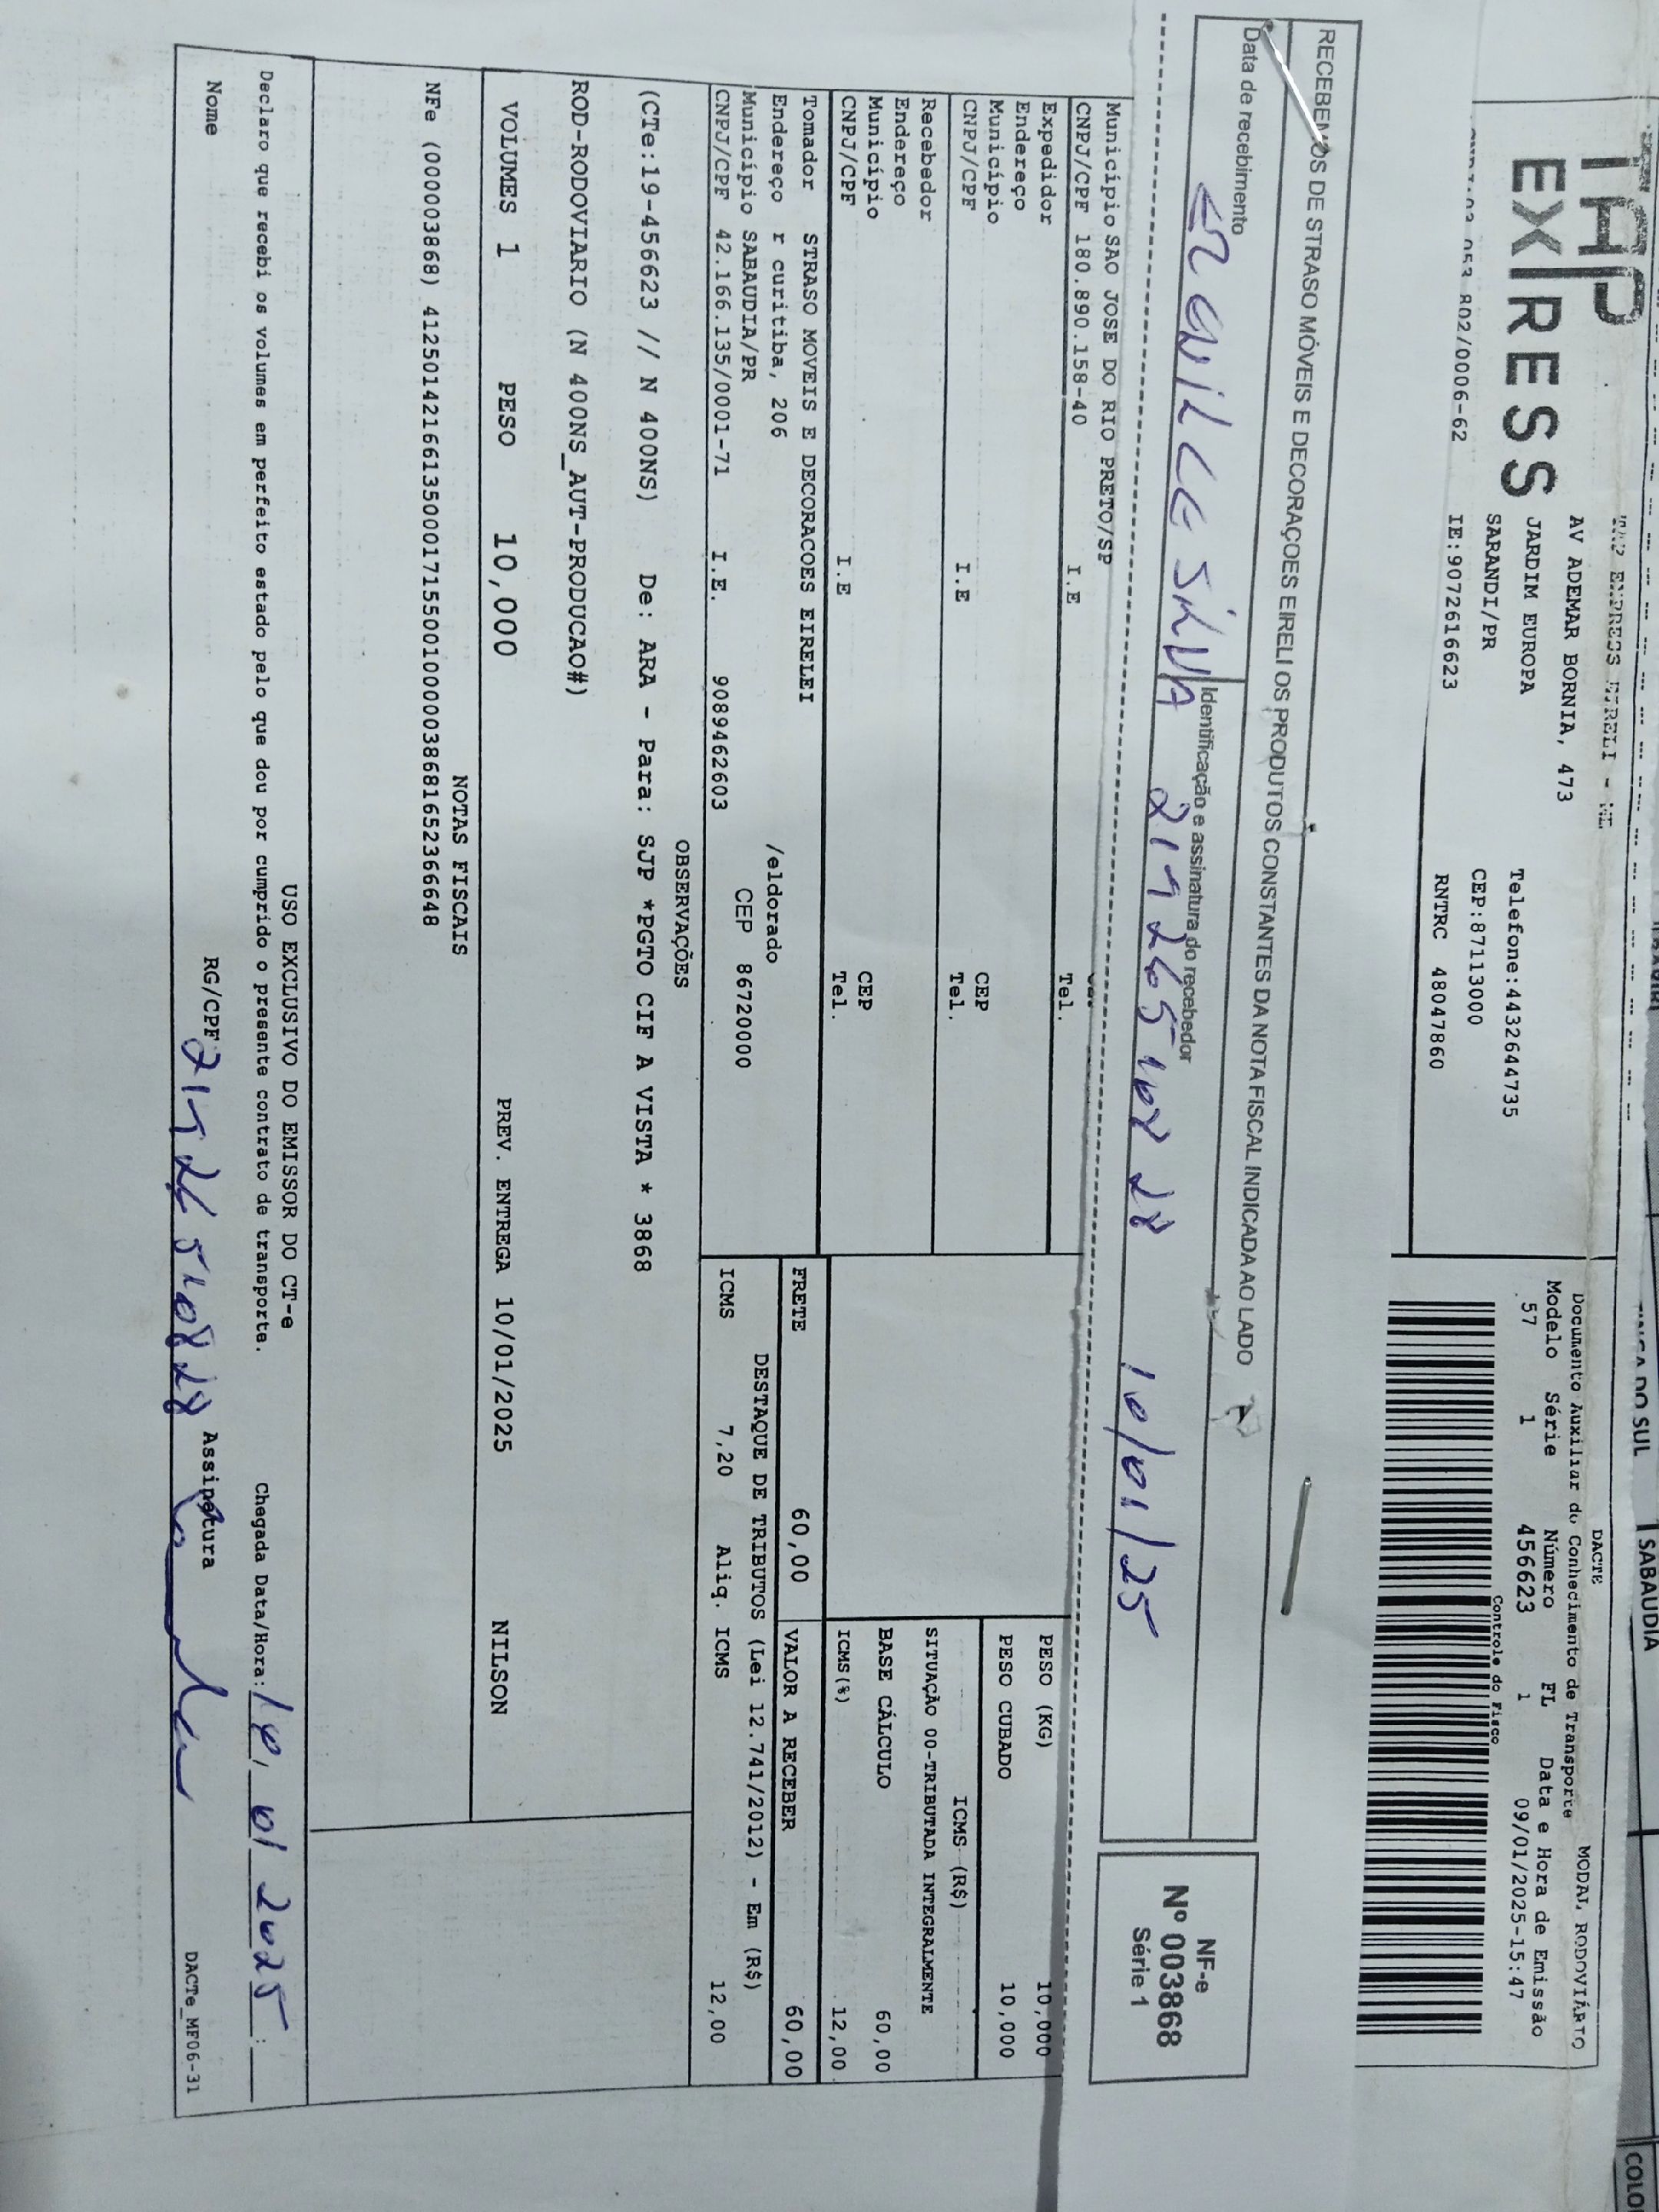 TAP
EXPRESS
AV ADEMAR BORNIA, 473
JARDIM EUROPA
SARANDI/PR
802/0006-62 IE:9072616623
Telefone:4432644735
CEP:87113000
RNTRC 48047860
DO SUL
SABAUDIA
COLO
DACTE
MODAL RODOVIÁRIO
Documento Auxiliar do Conhecimento de Transporte
Modelo Série Número FL Data e Hora de Emissão
57 1 456623 1 09/01/2025-15:47
Controle do Fisco
RECEBEMOS DE STRASO MÓVEIS E DECORAÇOES EIRELI OS PRODUTOS CONSTANTES DA NOTA FISCAL INDICADA AO LADO
Data de recebimento
Identificação e assinatura do recebedor
SILVA 10/01/25
NF-e
Nº 003868
Série 1
Município SAO JOSE DO RIO PRETO/SP
CNPJ/CPF 180.890.158-40 I.E Tel.
Expedidor
Endereço
Município CEP
CNPJ/CPF I.E Tel.
Recebedor
Endereço
Município CEP
CNPJ/CPF I.E Tel.
PESO (KG) 10,000
PESO CUBADO 10,000
ICMS (R$)
SITUAÇÃO 00-TRIBUTADA INTEGRALMENTE
BASE CÁLCULO 60,00
ICMS(%) 12,00
Tomador STRASO MOVEIS E DECORACOES EIRELEI
Endereço r curitiba, 206 /eldorado
Município SABAUDIA/PR CEP 86720000
CNPJ/CPF 42.166.135/0001-71 I.E. 9089462603
FRETE 60,00 VALOR A RECEBER 60,00
DESTAQUE DE TRIBUTOS (Lei 12.741/2012) - Em (R$)
ICMS 7,20 Aliq. ICMS 12,00
OBSERVAÇÕES
(CTe:19-456623 // N 400NS) De: ARA - Para: SJP *PGTO CIF A VISTA * 3868
ROD-RODOVIARIO (N 400NS_AUT-PRODUCAO#)
VOLUMES 1 PESO 10,000 PREV. ENTREGA 10/01/2025 NILSON
NOTAS FISCAIS
NFe (000003868) 41250142166135000171550010000038681652366648
USO EXCLUSIVO DO EMISSOR DO CT-e
Declaro que recebi os volumes em perfeito estado pelo que dou por cumprido o presente contrato de transporte. Chegada Data/Hora: 10, 01 2025 :
Nome RG/CPF Assinatura
DACTe_MF06-31